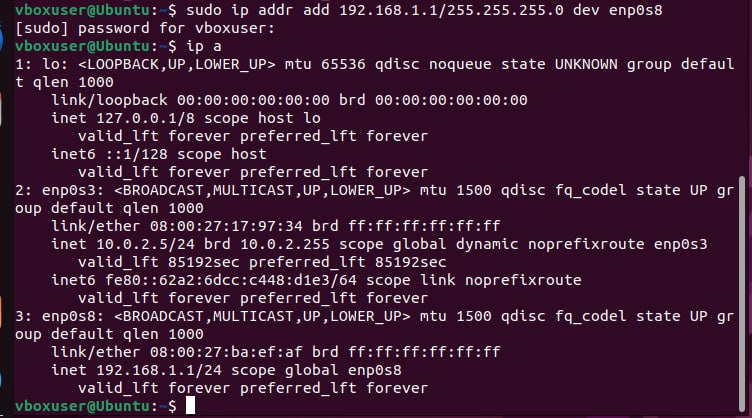 vboxuser@Ubuntu:~$ sudo ip addr add 192.168.1.1/255.255.255.0 dev enp0s8
[sudo] password for vboxuser:
vboxuser@Ubuntu:~$ ip a
1: lo: <LOOPBACK,UP,LOWER_UP> mtu 65536 qdisc noqueue state UNKNOWN group defaul
t qlen 1000
    link/loopback 00:00:00:00:00:00 brd 00:00:00:00:00:00
    inet 127.0.0.1/8 scope host lo
       valid_lft forever preferred_lft forever
    inet6 ::1/128 scope host
       valid_lft forever preferred_lft forever
2: enp0s3: <BROADCAST,MULTICAST,UP,LOWER_UP> mtu 1500 qdisc fq_codel state UP gr
oup default qlen 1000
    link/ether 08:00:27:17:97:34 brd ff:ff:ff:ff:ff:ff
    inet 10.0.2.5/24 brd 10.0.2.255 scope global dynamic noprefixroute enp0s3
       valid_lft 85192sec preferred_lft 85192sec
    inet6 fe80::62a2:6dcc:c448:d1e3/64 scope link noprefixroute
       valid_lft forever preferred_lft forever
3: enp0s8: <BROADCAST,MULTICAST,UP,LOWER_UP> mtu 1500 qdisc fq_codel state UP gr
oup default qlen 1000
    link/ether 08:00:27:ba:ef:af brd ff:ff:ff:ff:ff:ff
    inet 192.168.1.1/24 scope global enp0s8
       valid_lft forever preferred_lft forever
vboxuser@Ubuntu:~$